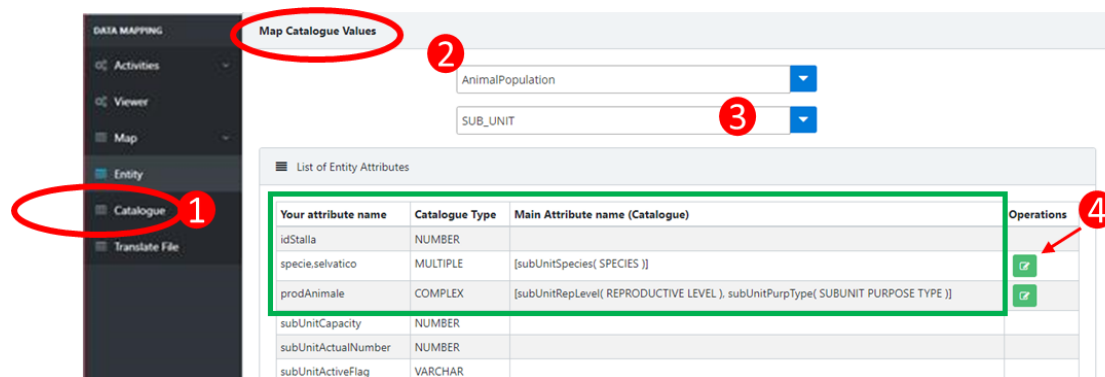 DATA MAPPING
Activities
Viewer
Map
Entity
Catalogue
Translate File
1
Map Catalogue Values
2
AnimalPopulation
SUB_UNIT
3
List of Entity Attributes
Your attribute name Catalogue Type Main Attribute name (Catalogue) Operations
4
idStalla NUMBER
specie,selvatico MULTIPLE [subUnitSpecies( SPECIES )]
prodAnimale COMPLEX [subUnitRepLevel( REPRODUCTIVE LEVEL ), subUnitPurpType( SUBUNIT PURPOSE TYPE )]
subUnitCapacity NUMBER
subUnitActualNumber NUMBER
subUnitActiveFlag VARCHAR